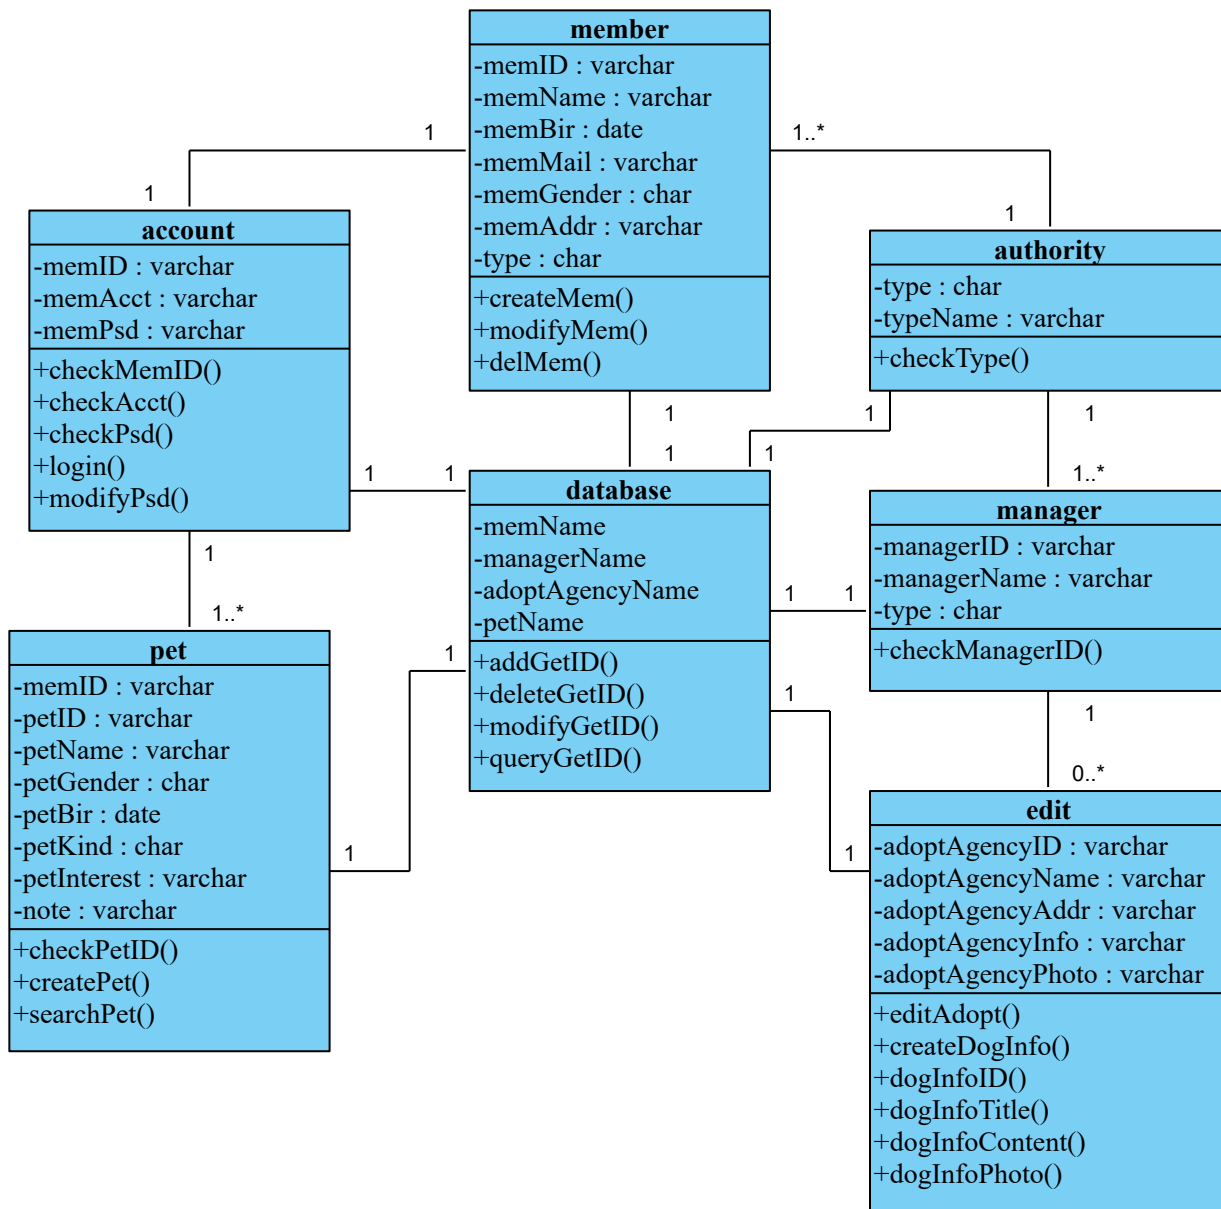 member
-memID : varchar
-memName : varchar
-memBir : date
-memMail : varchar
-memGender : char
-memAddr : varchar
-type : char
+createMem()
+modifyMem()
+delMem()
1
1
1..*
1
account
-memID : varchar
-memAcct : varchar
-memPsd : varchar
+checkMemID()
+checkAcct()
+checkPsd()
+login()
+modifyPsd()
authority
-type : char
-typeName : varchar
+checkType()
1
1
1
1
1
1..*
1
1
database
-memName
-managerName
-adoptAgencyName
-petName
+addGetID()
+deleteGetID()
+modifyGetID()
+queryGetID()
manager
-managerID : varchar
-managerName : varchar
-type : char
+checkManagerID()
1
1..*
1
1
1
1
1
1
1
0..*
pet
-memID : varchar
-petID : varchar
-petName : varchar
-petGender : char
-petBir : date
-petKind : char
-petInterest : varchar
-note : varchar
+checkPetID()
+createPet()
+searchPet()
edit
-adoptAgencyID : varchar
-adoptAgencyName : varchar
-adoptAgencyAddr : varchar
-adoptAgencyInfo : varchar
-adoptAgencyPhoto : varchar
+editAdopt()
+createDogInfo()
+dogInfoID()
+dogInfoTitle()
+dogInfoContent()
+dogInfoPhoto()